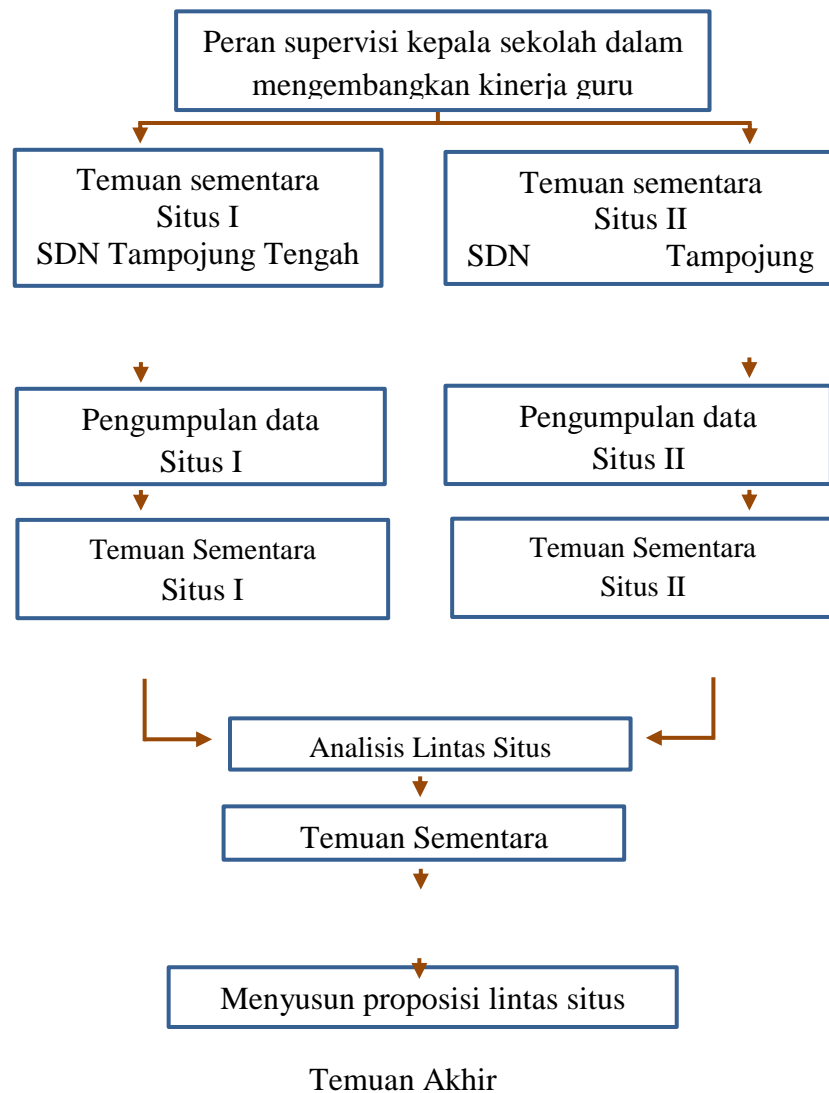 Peran supervisi kepala sekolah dalam
mengembangkan kinerja guru
Temuan sementara
Situs I
SDN Tampojung Tengah
Temuan sementara
Situs II
SDN Tampojung
Pengumpulan data
Situs I
Pengumpulan data
Situs II
Temuan Sementara
Situs I
Temuan Sementara
Situs II
Analisis Lintas Situs
Temuan Sementara
Menyusun proposisi lintas situs
Temuan Akhir